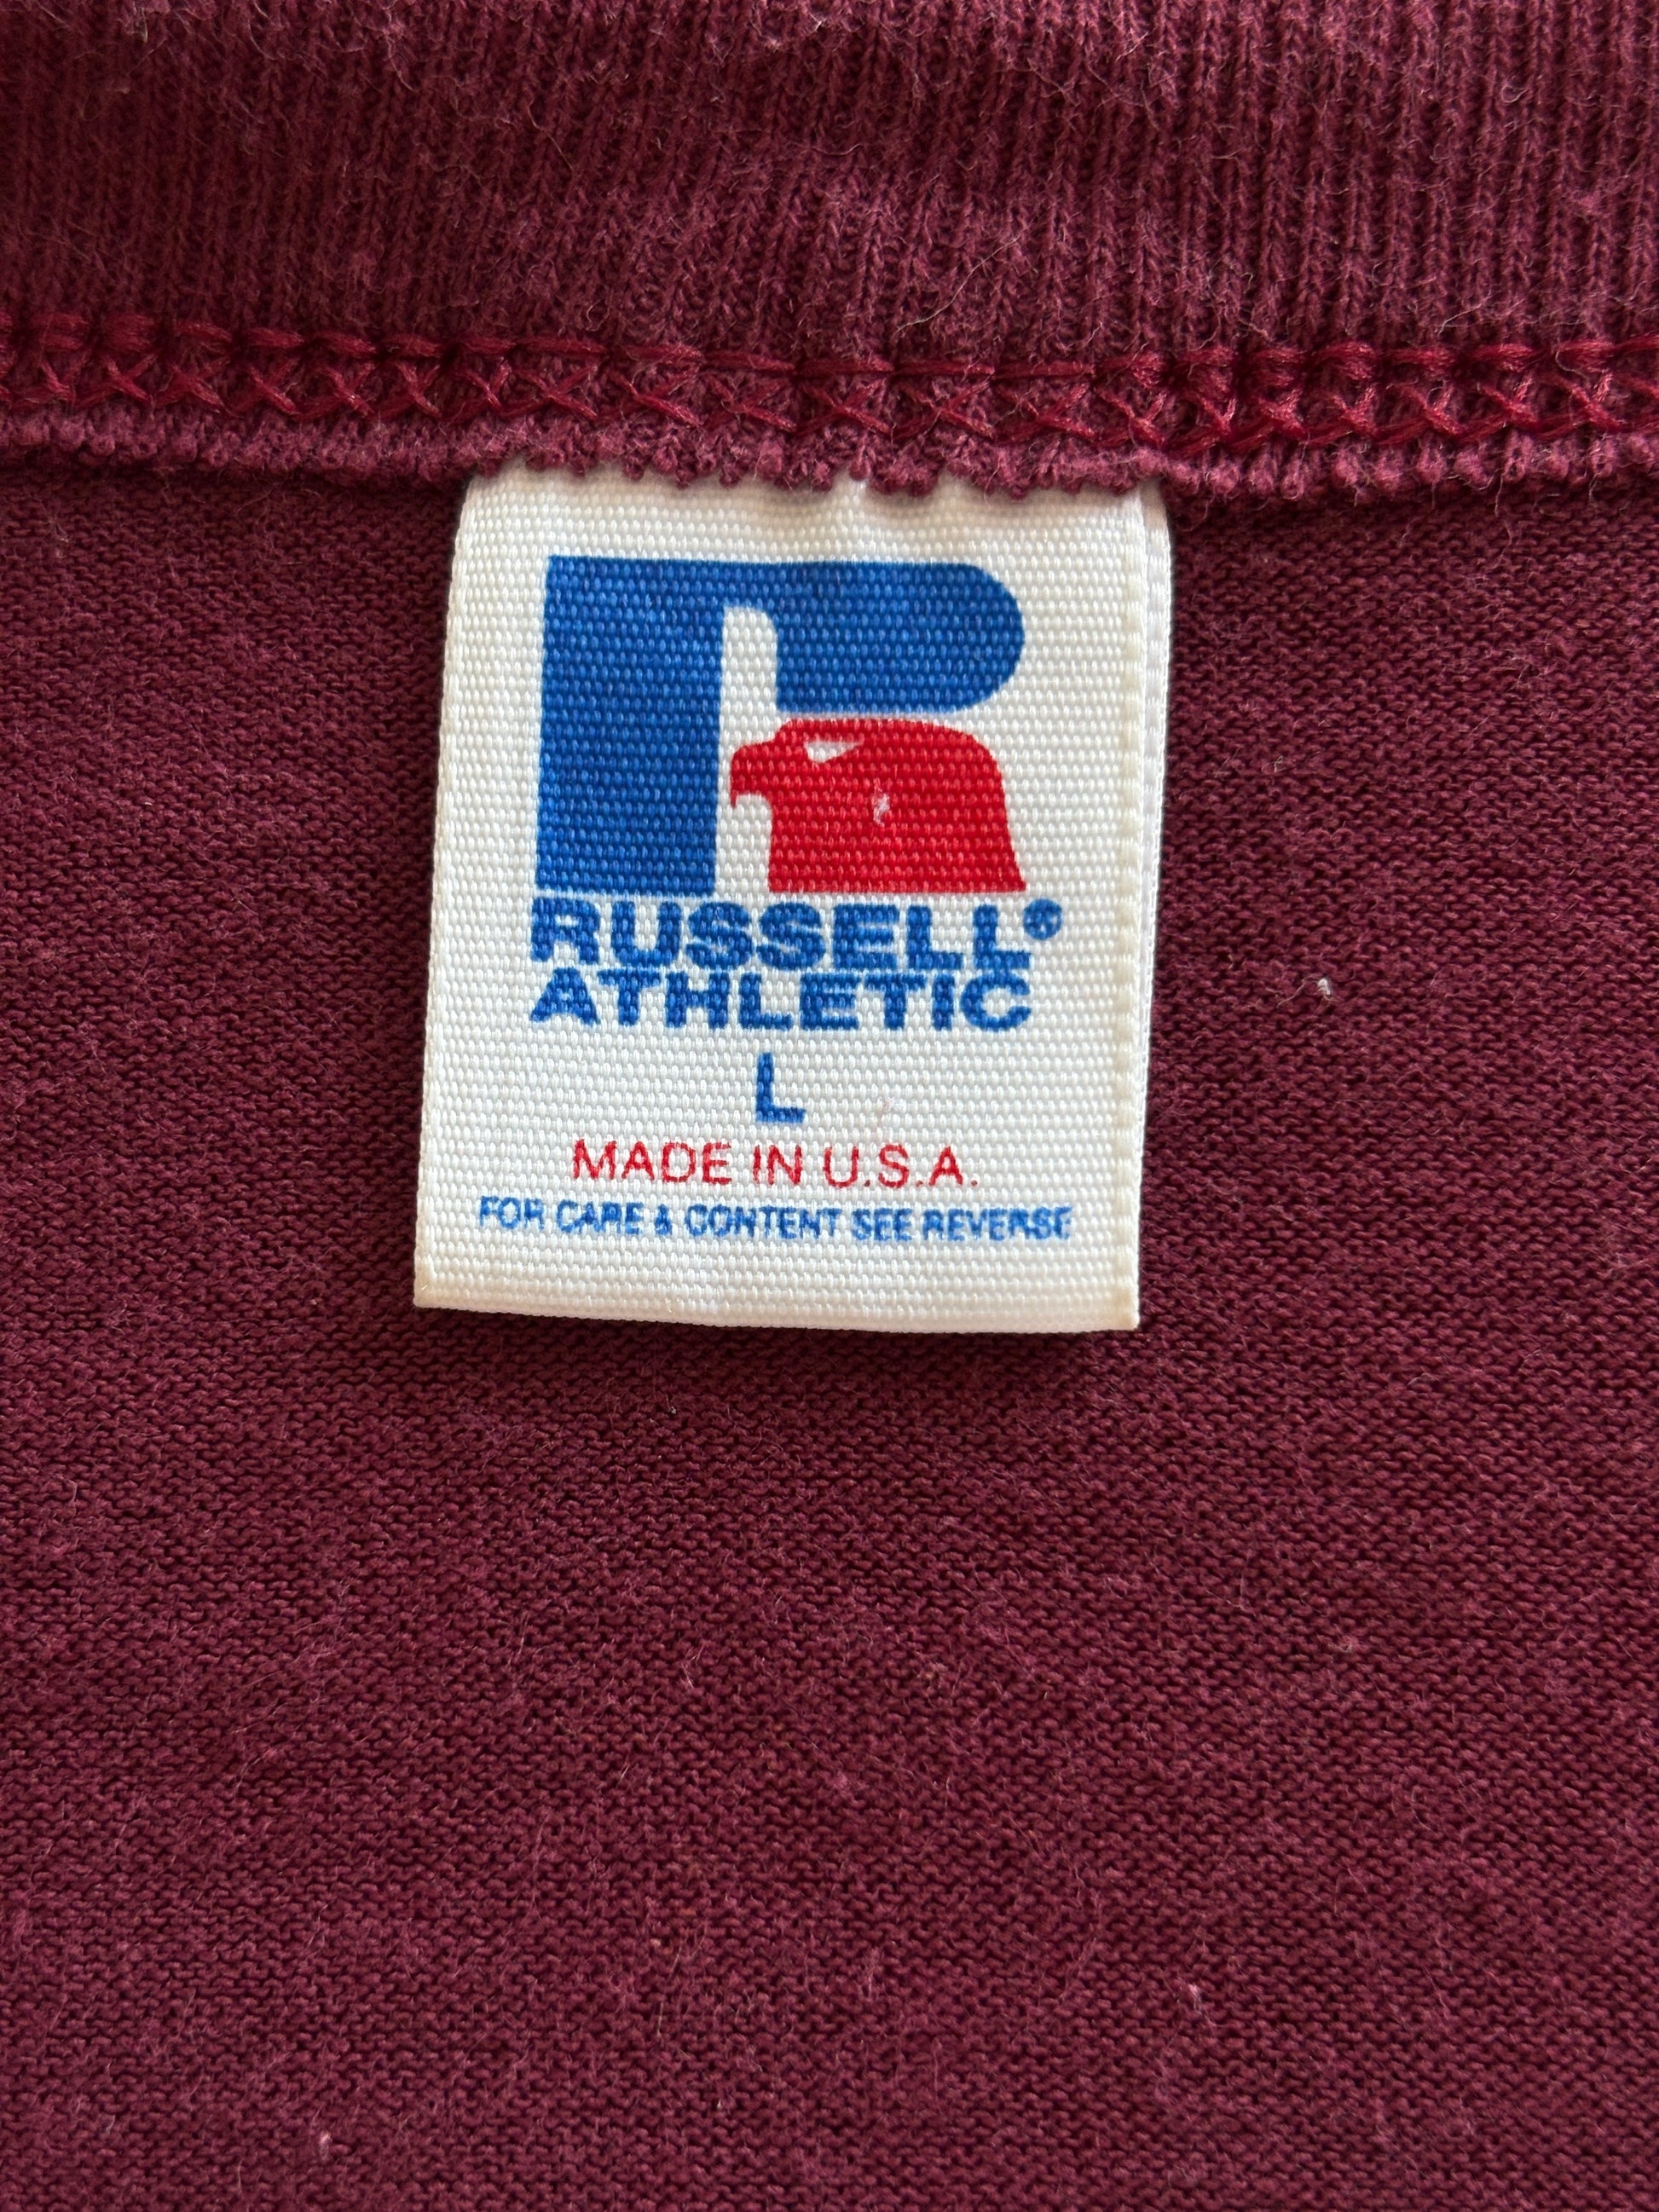 RUSSELL®
ATHLETIC
L
MADE IN U.S.A.
FOR CARE & CONTENT SEE REVERSE